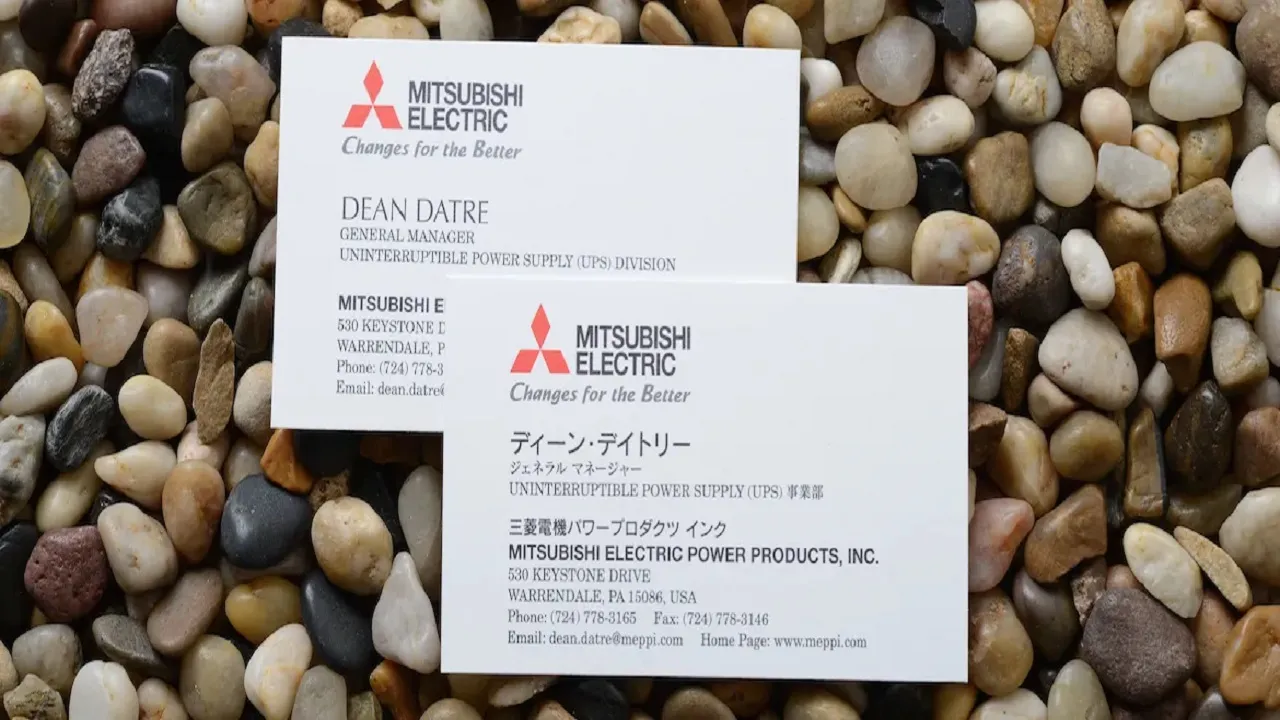 MITSUBISHI
ELECTRIC
Changes for the Better
DEAN DATRE
GENERAL MANAGER
UNINTERRUPTIBLE POWER SUPPLY (UPS) DIVISION
MITSUBISHI
530 KEYSTONE
WARRENDALE,
Phone: (724)
Email:
MITSUBISHI
ELECTRIC
Changes for the Better
ディーン・デイトリー
ジェネラル マネージャー
UNINTERRUPTIBLE POWER SUPPLY (UPS) 事業部
三菱電機パワープロダクツ インク
MITSUBISHI ELECTRIC POWER PRODUCTS, INC.
530 KEYSTONE DRIVE
WARRENDALE, PA 15086, USA
Phone: (724) 778-3165 Fax: (724) 778-3146
Email: dean.datre@meppi.com Home Page: www.meppi.com